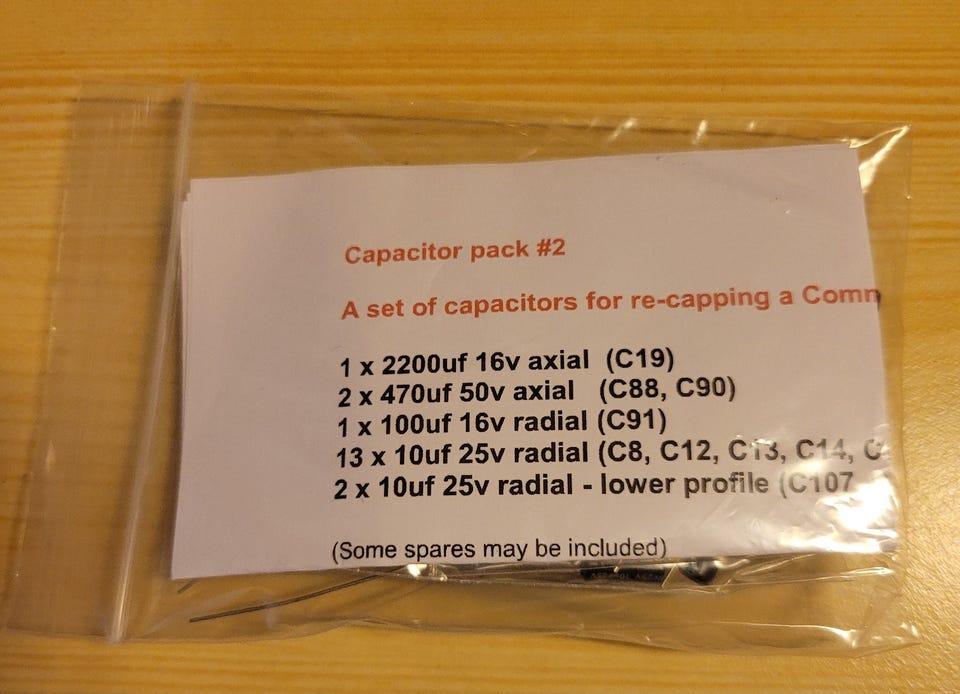 Capacitor pack #2
A set of capacitors for re-capping a Comm
1 x 2200uf 16v axial (C19)
2 x 470uf 50v axial (C88, C90)
1 x 100uf 16v radial (C91)
13 x 10uf 25v radial (C8, C12, C13, C14, C
2 x 10uf 25v radial - lower profile (C107
(Some spares may be included)